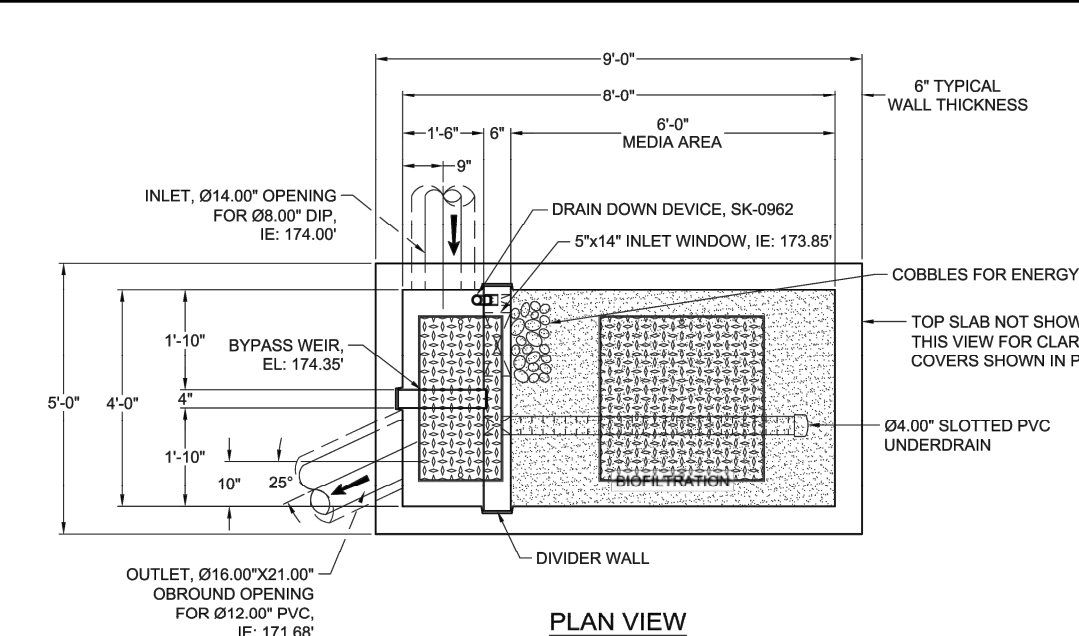 9'-0"
8'-0"
6" TYPICAL
WALL THICKNESS
1'-6"
6"
6'-0"
MEDIA AREA
9"
INLET, Ø14.00" OPENING
FOR Ø8.00" DIP,
IE: 174.00'
DRAIN DOWN DEVICE, SK-0962
5"x14" INLET WINDOW, IE: 173.85'
COBBLES FOR ENERGY
TOP SLAB NOT SHOW
THIS VIEW FOR CLAR
COVERS SHOWN IN P
1'-10"
BYPASS WEIR,
EL: 174.35'
5'-0"
4'-0"
4"
Ø4.00" SLOTTED PVC
UNDERDRAIN
1'-10"
10"
25°
BIOFILTRATION
DIVIDER WALL
OUTLET, Ø16.00"X21.00"
OBROUND OPENING
FOR Ø12.00" PVC,
IE: 171.68'
PLAN VIEW